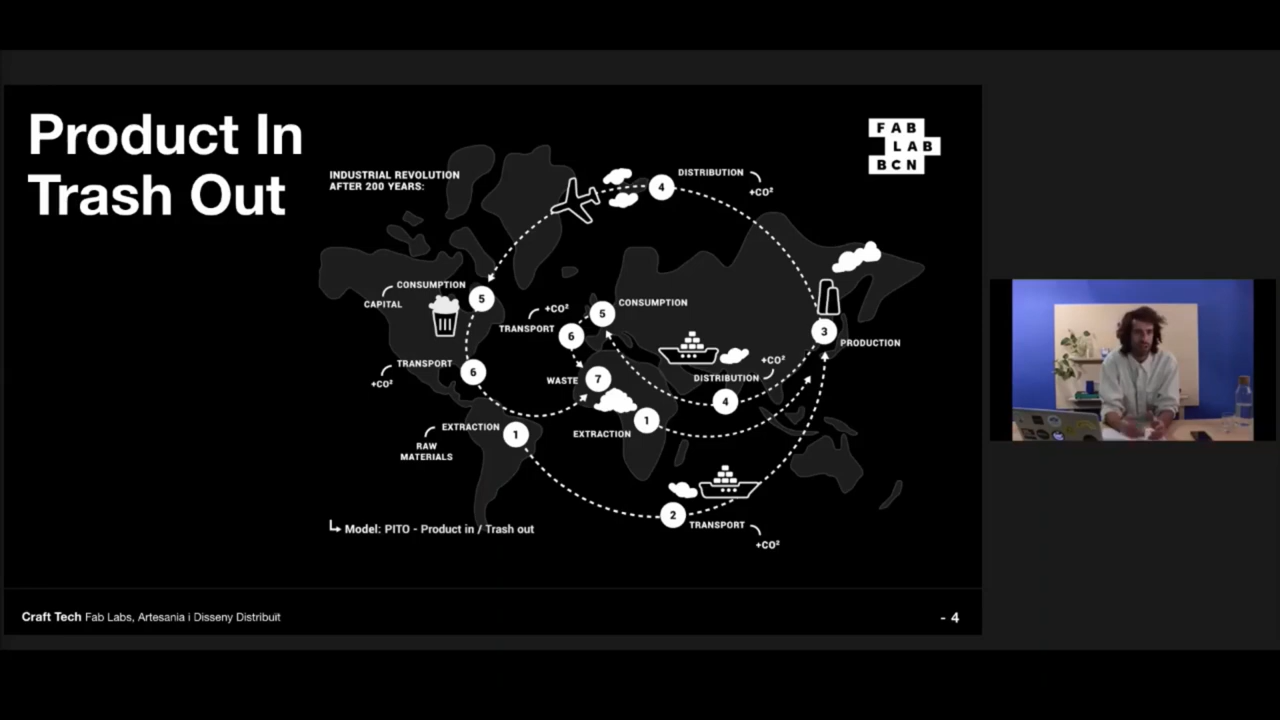 Product In
Trash Out
INDUSTRIAL REVOLUTION
AFTER 200 YEARS:
FAB
LAB
BCN
4
DISTRIBUTION
+CO²
CONSUMPTION
CAPITAL
5
+CO²
TRANSPORT
6
5
CONSUMPTION
3
PRODUCTION
TRANSPORT
+CO²
6
WASTE
7
+CO²
DISTRIBUTION
4
EXTRACTION
RAW
MATERIALS
1
EXTRACTION
1
2
TRANSPORT
+CO²
Model: PITO - Product in / Trash out
Craft Tech Fab Labs, Artesania i Disseny Distribuït
- 4